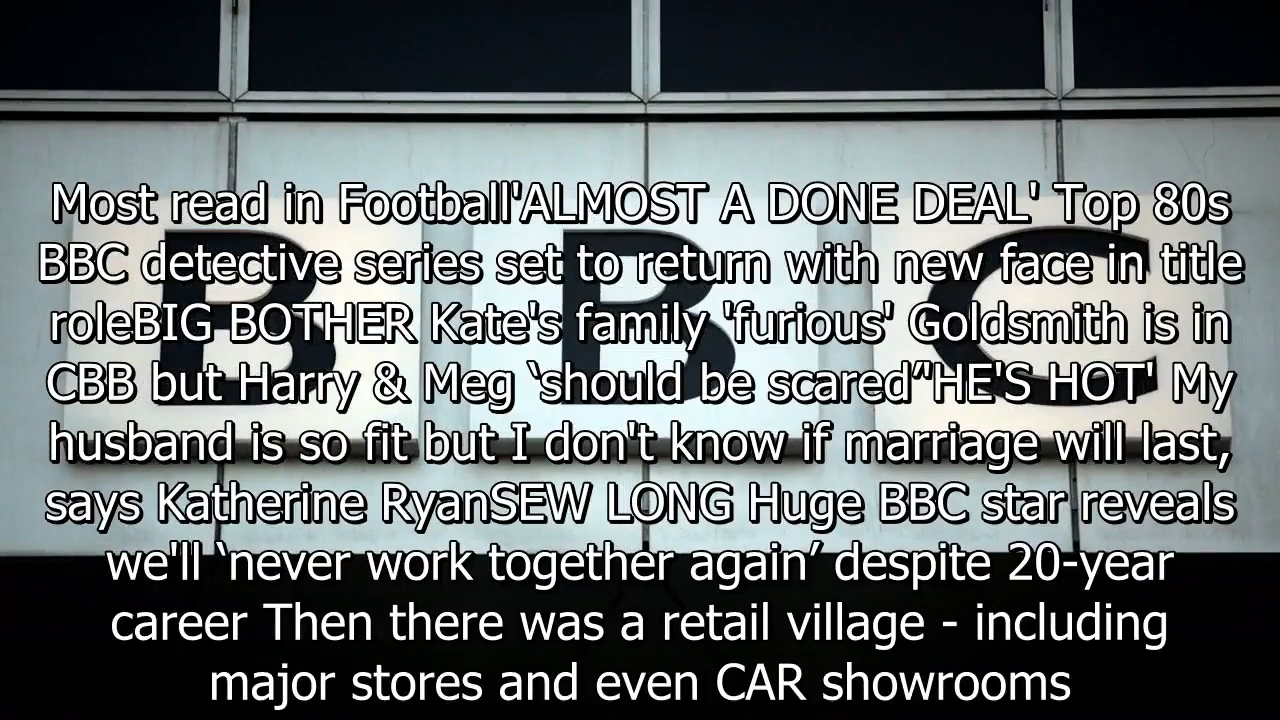 BBC
Most read in Football'ALMOST A DONE DEAL' Top 80s
BBC detective series set to return with new face in title
roleBIG BOTHER Kate's family 'furious' Goldsmith is in
CBB but Harry & Meg ‘should be scared”HE'S HOT' My
husband is so fit but I don't know if marriage will last,
says Katherine RyanSEW LONG Huge BBC star reveals
we'll ‘never work together again’ despite 20-year
career Then there was a retail village - including
major stores and even CAR showrooms